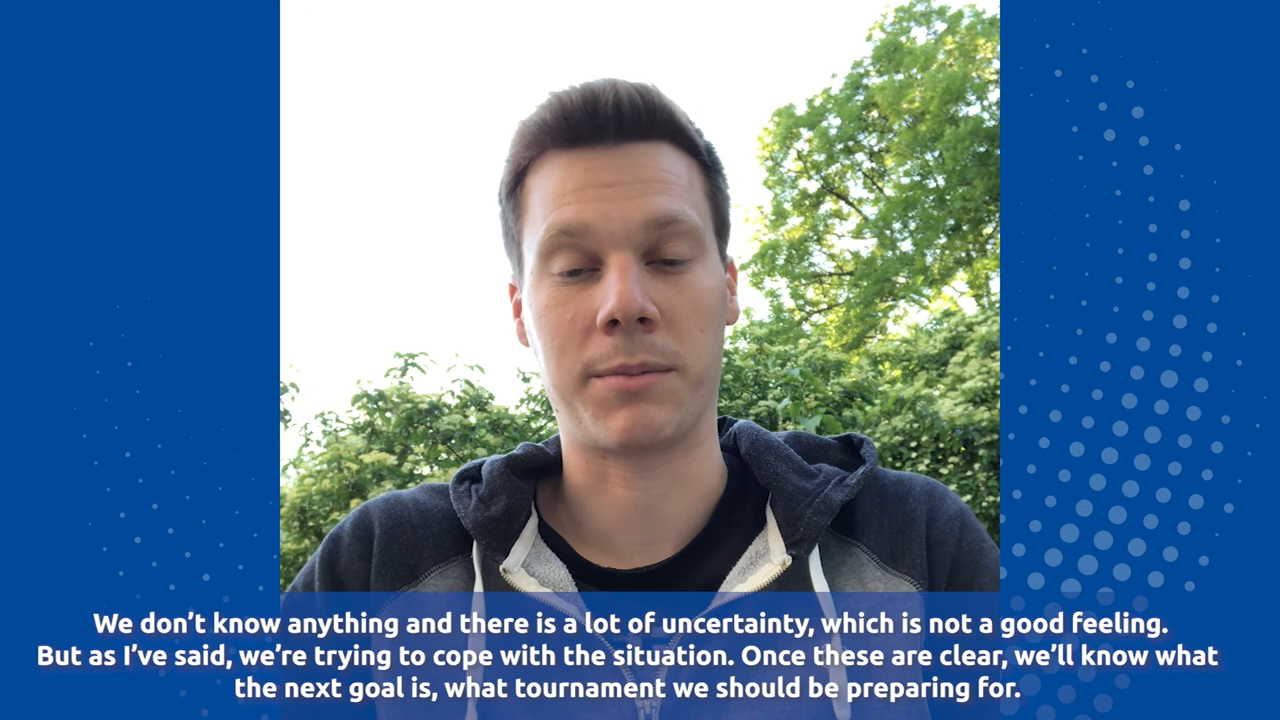 We don’t know anything and there is a lot of uncertainty, which is not a good feeling.
But as I’ve said, we’re trying to cope with the situation. Once these are clear, we’ll know what
the next goal is, what tournament we should be preparing for.